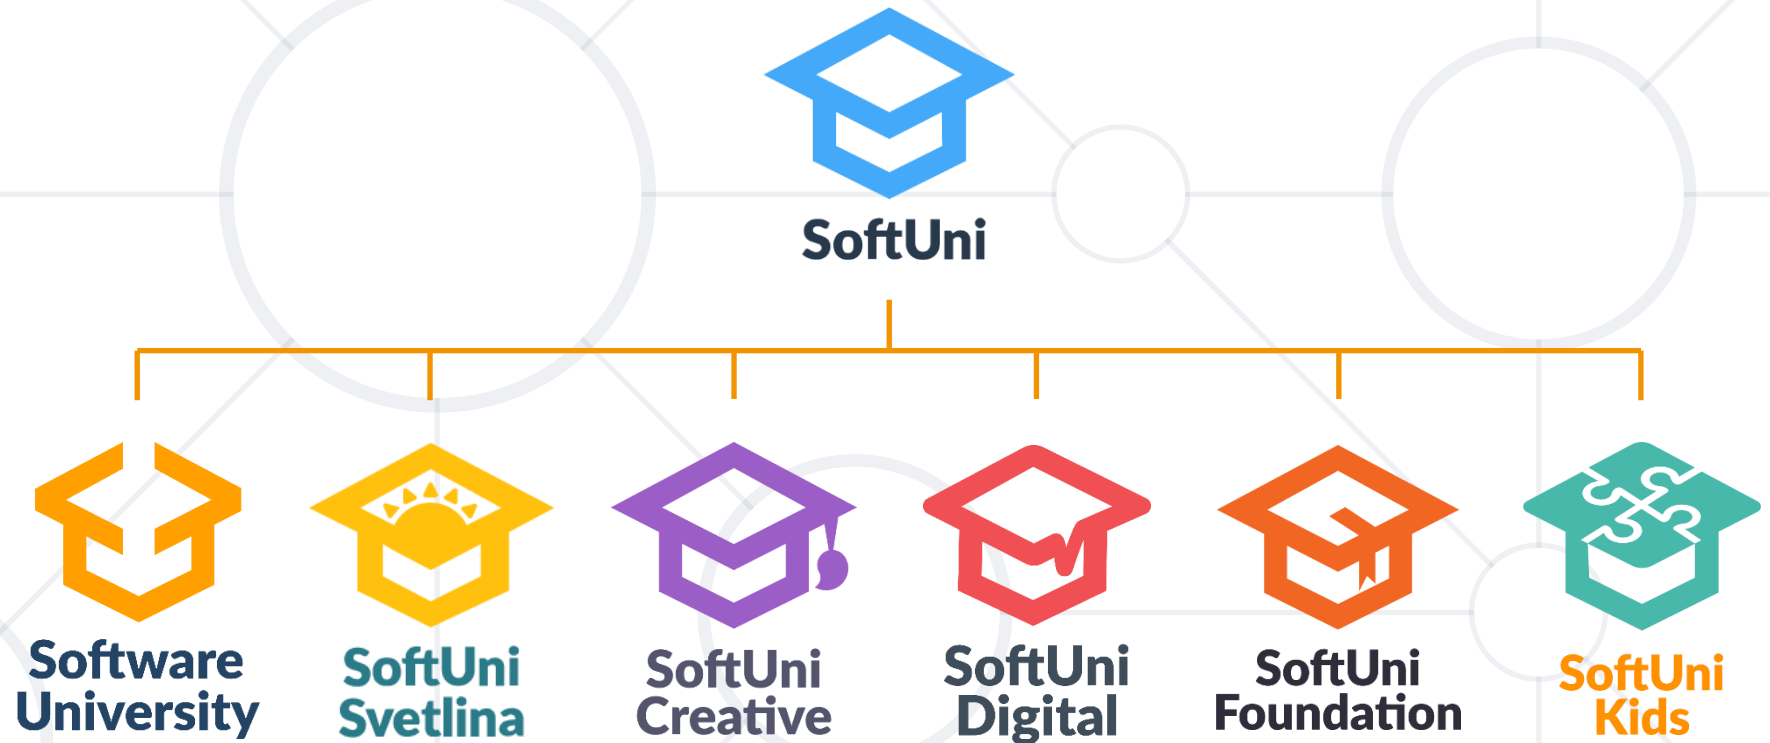 SoftUni
Software
University
SoftUni
Svetlina
SoftUni
Creative
SoftUni
Digital
SoftUni
Foundation
SoftUni
Kids